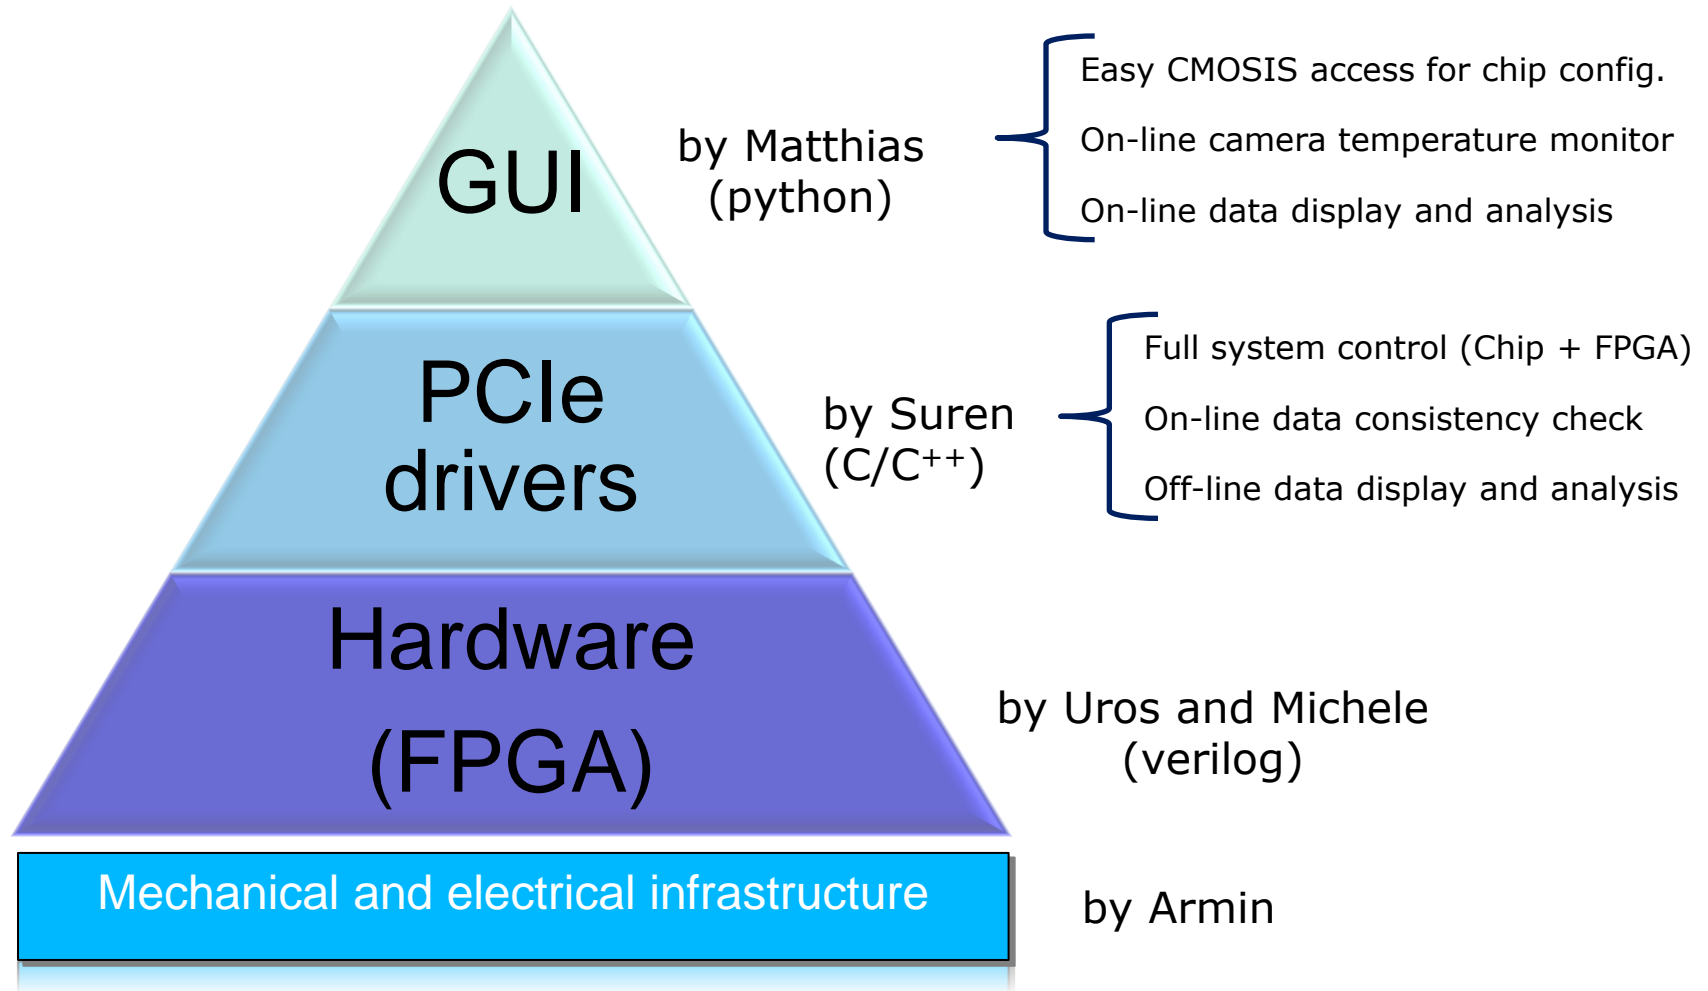 GUI
by Matthias
(python)
Easy CMOSIS access for chip config.
On-line camera temperature monitor
On-line data display and analysis
PCIe
drivers
by Suren
(C/C++)
Full system control (Chip + FPGA)
On-line data consistency check
Off-line data display and analysis
Hardware
(FPGA)
by Uros and Michele
(verilog)
Mechanical and electrical infrastructure
by Armin